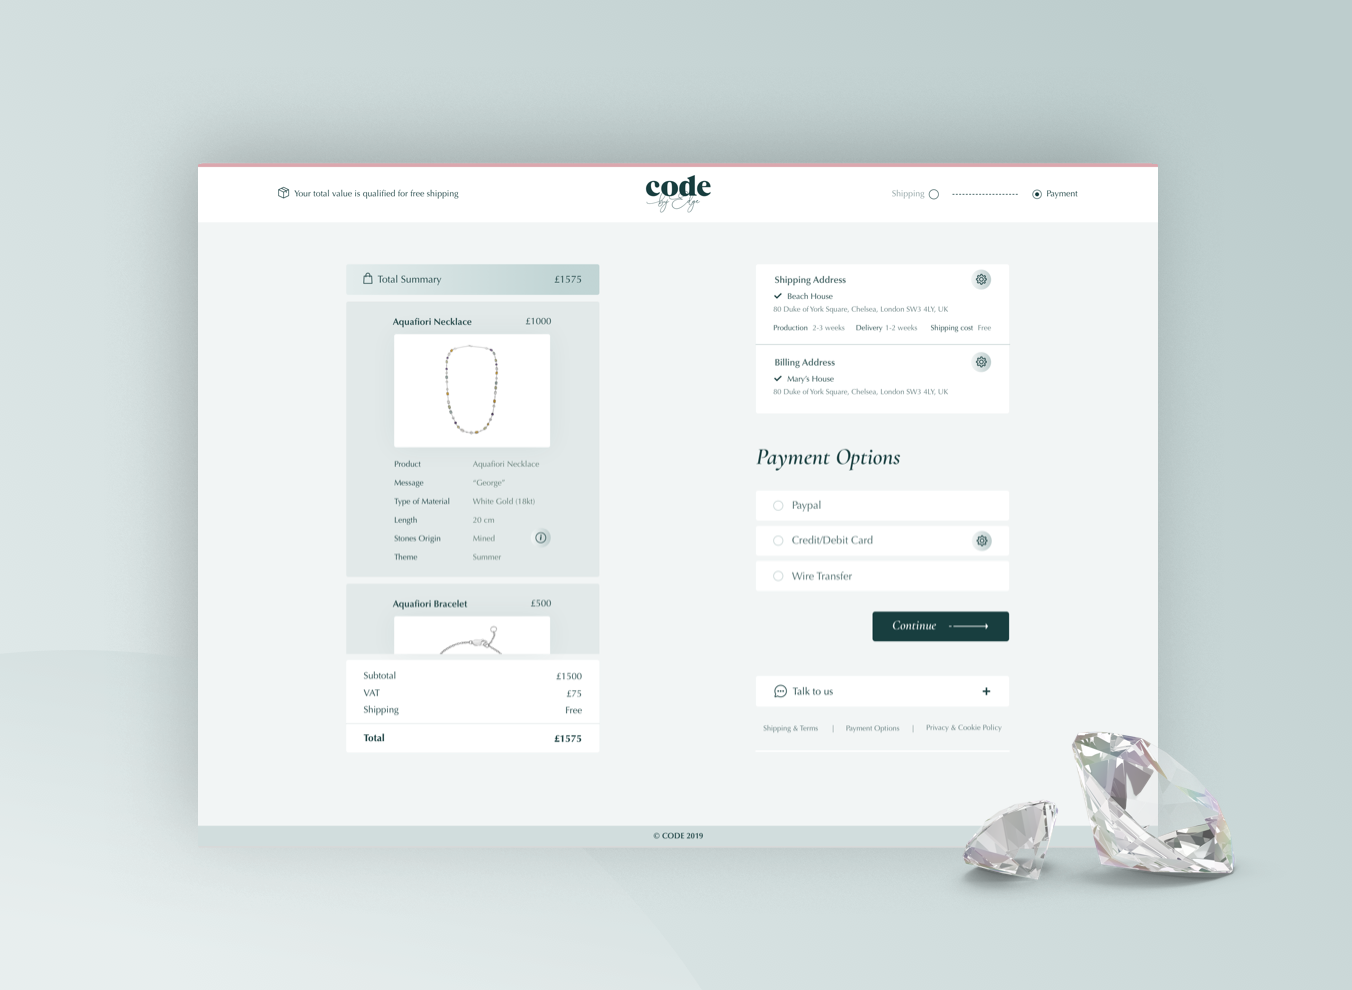 Your total value is qualified for free shipping
code
by Edge
Shipping
Payment
Total Summary £1575
Aquafiori Necklace £1000
Product Aquafiori Necklace
Message "George"
Type of Material White Gold (18kt)
Length 20 cm
Stones Origin Mined
Theme Summer
Aquafiori Bracelet £500
Subtotal £1500
VAT £75
Shipping Free
Total £1575
Shipping Address
Beach House
80 Duke of York Square, Chelsea, London SW3 4LY, UK
Production 2-3 weeks Delivery 1-2 weeks Shipping cost Free
Billing Address
Mary's House
80 Duke of York Square, Chelsea, London SW3 4LY, UK
Payment Options
Paypal
Credit/Debit Card
Wire Transfer
Continue
Talk to us
Shipping & Terms | Payment Options | Privacy & Cookie Policy
© CODE 2019